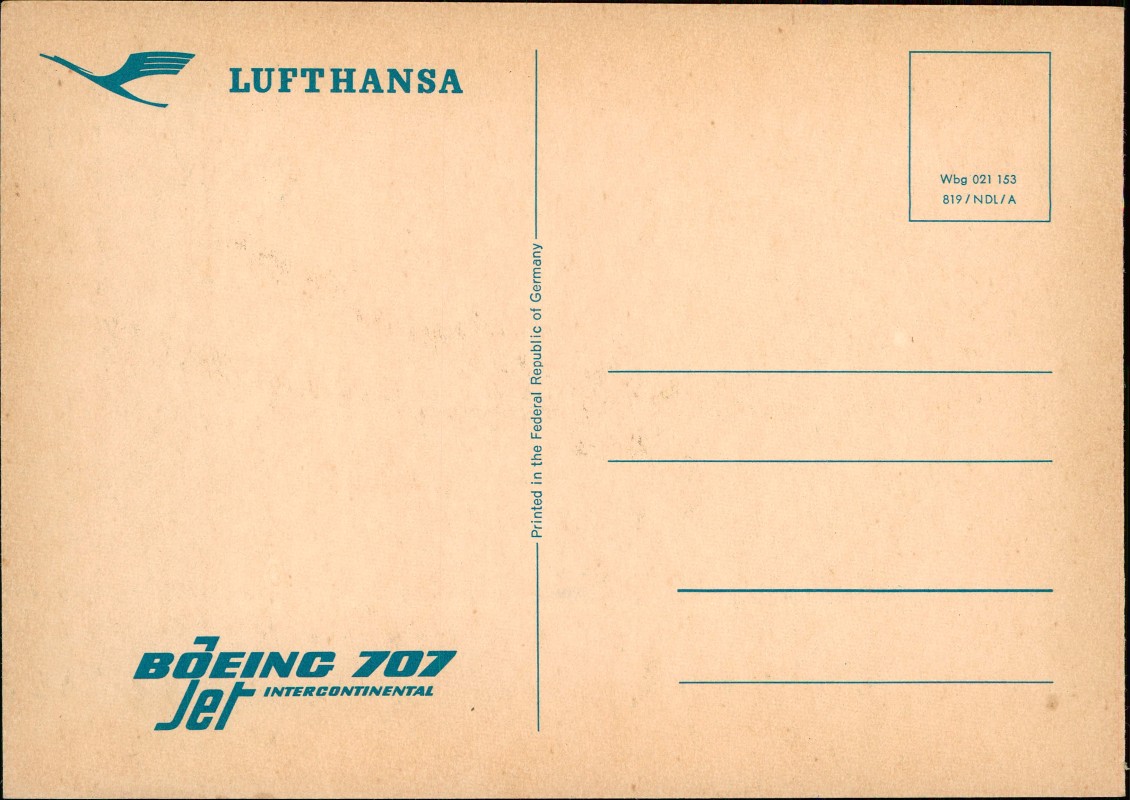 LUFTHANSA
Wbg 021 153
819/NDL/A
Printed in the Federal Republic of Germany
BOEING 707
Jet INTERCONTINENTAL